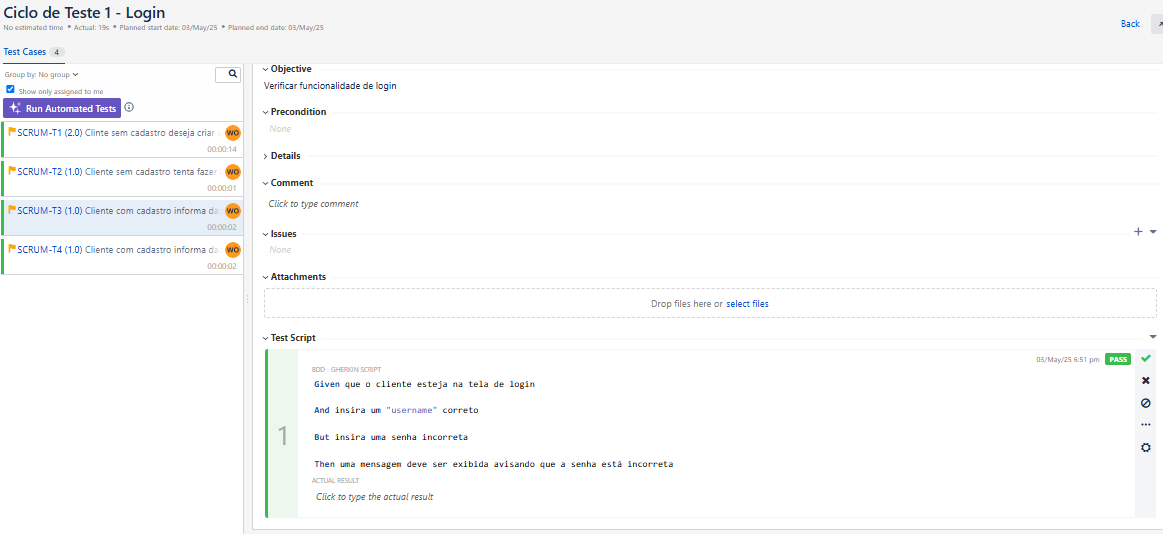 Ciclo de Teste 1 - Login
No estimated time • Actual: 19s • Planned start date: 03/May/25 • Planned end date: 03/May/25
Back
Test Cases 4
Group by: No group
Show only assigned to me
Run Automated Tests
SCRUM-T1 (2.0) Clinte sem cadastro deseja criar
WO
00:00:14
SCRUM-T2 (1.0) Cliente sem cadastro tenta fazer
WO
00:00:01
SCRUM-T3 (1.0) Cliente com cadastro informa da
WO
00:00:02
SCRUM-T4 (1.0) Cliente com cadastro informa da
WO
00:00:02
Objective
Verificar funcionalidade de login
Precondition
None
Details
Comment
Click to type comment
Issues
None
Attachments
Drop files here or select files
Test Script
03/May/25 6:51 pm PASS
1
BDD - GHERKIN SCRIPT
Given que o cliente esteja na tela de login
And insira um "username" correto
But insira uma senha incorreta
Then uma mensagem deve ser exibida avisando que a senha está incorreta
ACTUAL RESULT
Click to type the actual result